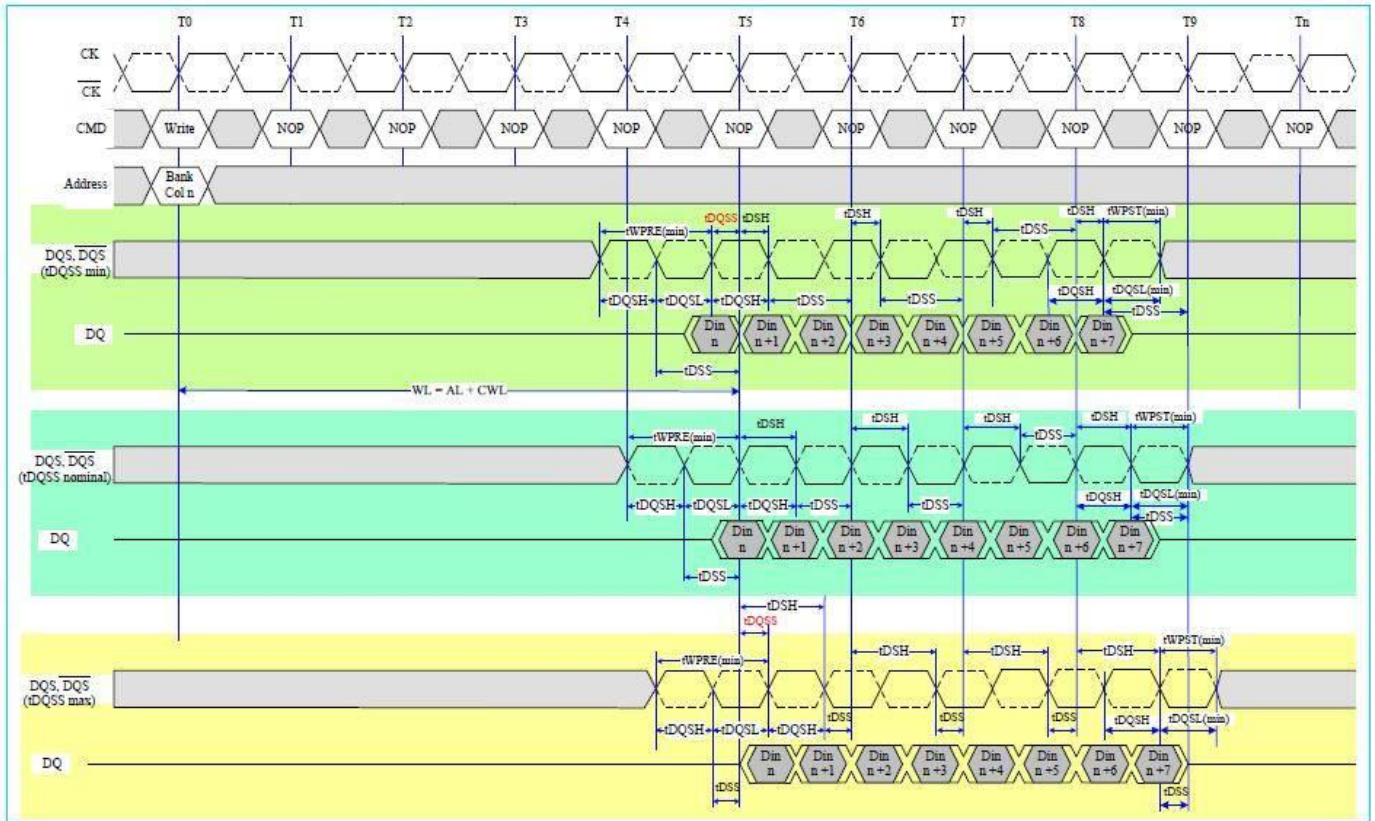 T0 T1 T2 T3 T4 T5 T6 T7 T8 T9 Tn
CK
CK
CMD Write NOP NOP NOP NOP NOP NOP NOP NOP NOP NOP
Address Bank
Col n
tDQSS tDSH tDSH tDSH tDSH tWPST(min)
tWPRE(min) tDSS
DQS, DQS
(tDQSS min)
tDQSH tDQSL tDQSH tDSS tDSS tDQSH tDQSL(min)
tDSS
DQ Din Din Din Din Din Din Din Din
n n +1 n +2 n +3 n +4 n +5 n +6 n +7
tDSS
WL = AL + CWL
tDSH tDSH tDSH tDSH tWPST(min)
tWPRE(min) tDSS
DQS, DQS
(tDQSS nominal)
tDQSH tDQSL tDQSH tDSS tDSS tDQSH tDQSL(min)
tDSS
DQ Din Din Din Din Din Din Din Din
n n +1 n +2 n +3 n +4 n +5 n +6 n +7
tDSS
tDSH
tDQSS
tWPST(min)
tWPRE(min) tDSH tDSH tDSH
DQS, DQS
(tDQSS max)
tDSS tDSS tDSS
tDQSH tDQSL tDQSH tDQSH tDQSL(min)
DQ Din Din Din Din Din Din Din Din
n n +1 n +2 n +3 n +4 n +5 n +6 n +7
tDSS tDSS